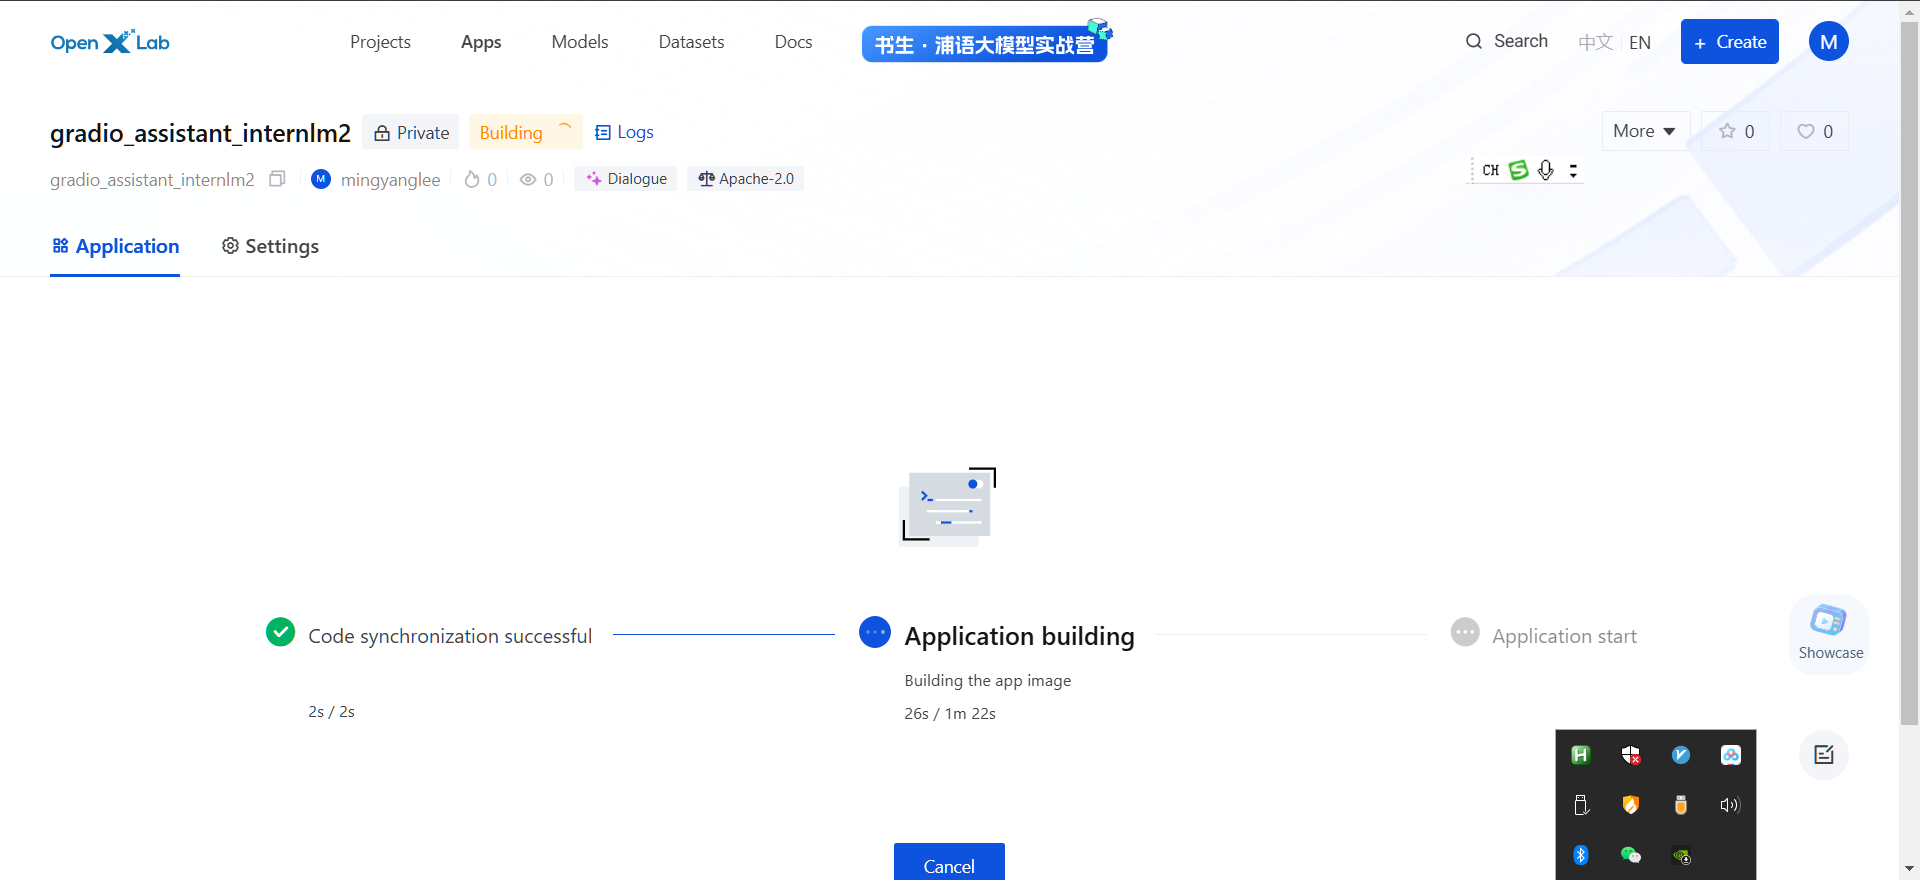 Open X Lab
Projects
Apps
Models
Datasets
Docs
书生·浦语大模型实战营
Search
中文
EN
+ Create
M
gradio_assistant_internlm2
Private
Building
Logs
More
0
0
gradio_assistant_internlm2
M
mingyanglee
0
0
Dialogue
Apache-2.0
CH
Application
Settings
Code synchronization successful
2s / 2s
Application building
Building the app image
26s / 1m 22s
Application start
Showcase
Cancel